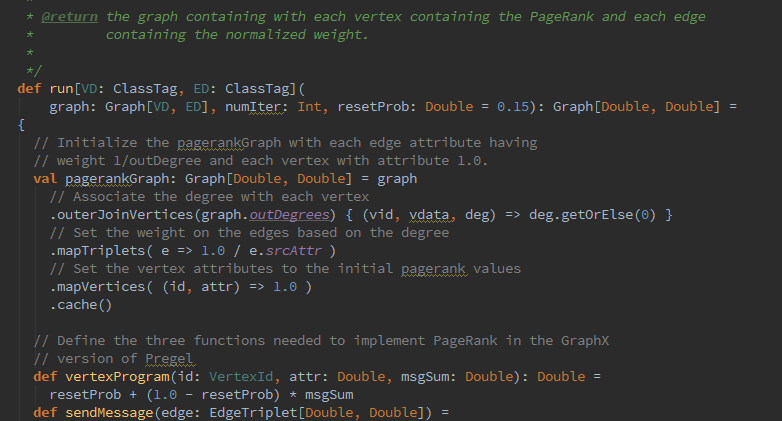 * @return the graph containing with each vertex containing the PageRank and each edge
*         containing the normalized weight.
*
*/
def run[VD: ClassTag, ED: ClassTag](
    graph: Graph[VD, ED], numIter: Int, resetProb: Double = 0.15): Graph[Double, Double] =
{
  // Initialize the pagerankGraph with each edge attribute having
  // weight 1/outDegree and each vertex with attribute 1.0.
  val pagerankGraph: Graph[Double, Double] = graph
    // Associate the degree with each vertex
    .outerJoinVertices(graph.outDegrees) { (vid, vdata, deg) => deg.getOrElse(0) }
    // Set the weight on the edges based on the degree
    .mapTriplets( e => 1.0 / e.srcAttr )
    // Set the vertex attributes to the initial pagerank values
    .mapVertices( (id, attr) => 1.0 )
    .cache()

  // Define the three functions needed to implement PageRank in the GraphX
  // version of Pregel
  def vertexProgram(id: VertexId, attr: Double, msgSum: Double): Double =
    resetProb + (1.0 - resetProb) * msgSum
  def sendMessage(edge: EdgeTriplet[Double, Double]) =